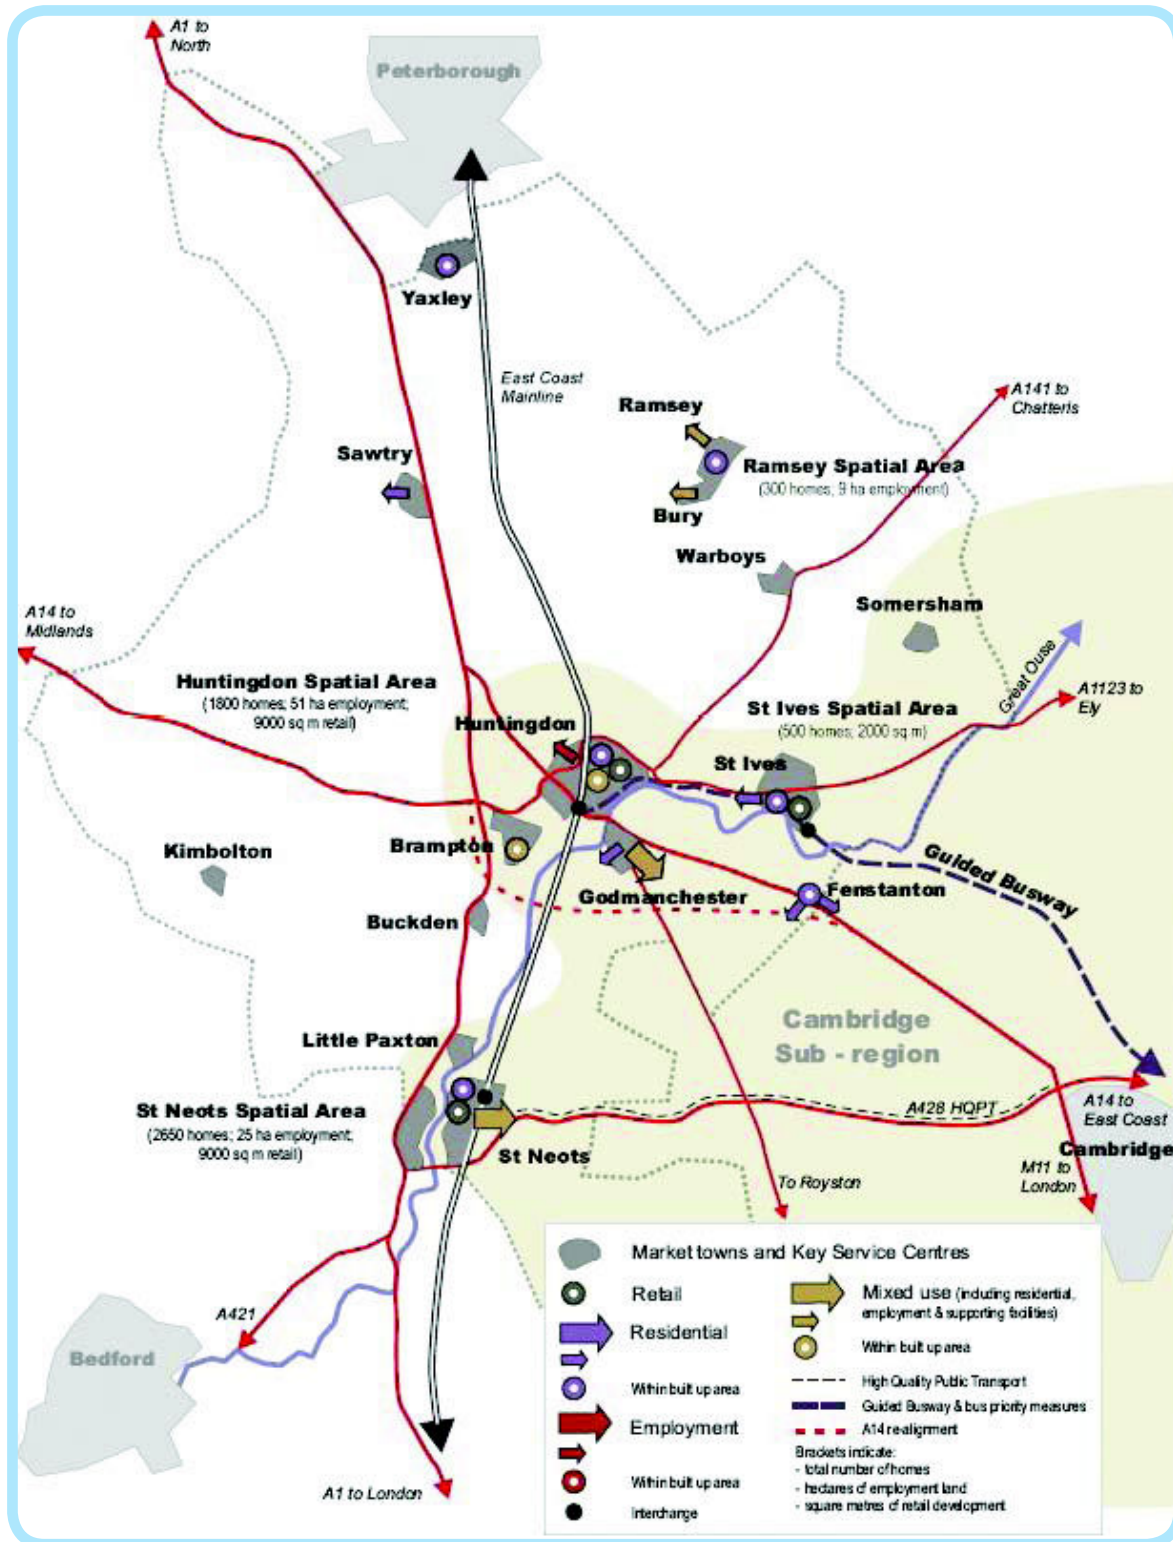 A1 to
North
Peterborough
Yaxley
East Coast
Mainline
A141 to
Chatteris
Ramsey
Sawtry
Ramsey Spatial Area
(300 homes; 9 ha employment)
Bury
Warboys
Somersham
A14 to
Midlands
Great Ouse
Huntingdon Spatial Area
(1800 homes; 51 ha employment;
9000 sq m retail)
A1123 to
Ely
St Ives Spatial Area
(500 homes; 2000 sq m)
Huntingdon
St Ives
Brampton
Kimbolton
Guided Busway
Godmanchester
Fenstanton
Buckden
Cambridge
Sub - region
Little Paxton
St Neots Spatial Area
(2650 homes; 25 ha employment;
9000 sq m retail)
A428 HQPT
A14 to
East Coast
St Neots
Cambridge
M11 to
London
To Royston
A421
Bedford
A1 to London
Market towns and Key Service Centres
Retail
Residential
Within built up area
Employment
Within built up area
Interchange
Mixed use (including residential,
employment & supporting facilities)
Within built up area
High Quality Public Transport
Guided Busway & bus priority measures
A14 re-alignment
Brackets indicate:
- total number of homes
- hectares of employment land
- square metres of retail development